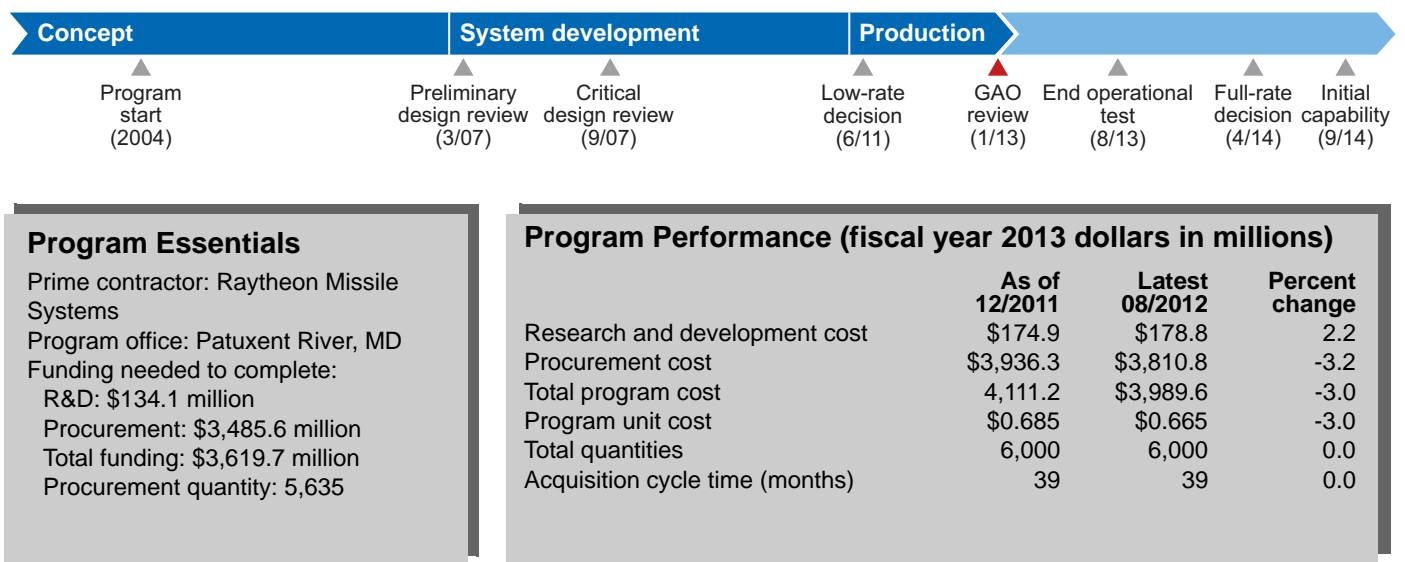 Concept System development Production
Program start (2004)
Preliminary design review (3/07)
Critical design review (9/07)
Low-rate decision (6/11)
GAO review (1/13)
End operational test (8/13)
Full-rate decision (4/14)
Initial capability (9/14)
Program Essentials
Prime contractor: Raytheon Missile
Systems
Program office: Patuxent River, MD
Funding needed to complete:
R&D: $134.1 million
Procurement: $3,485.6 million
Total funding: $3,619.7 million
Procurement quantity: 5,635
Program Performance (fiscal year 2013 dollars in millions)
As of 12/2011 Latest 08/2012 Percent change
Research and development cost $174.9 $178.8 2.2
Procurement cost $3,936.3 $3,810.8 -3.2
Total program cost 4,111.2 $3,989.6 -3.0
Program unit cost $0.685 $0.665 -3.0
Total quantities 6,000 6,000 0.0
Acquisition cycle time (months) 39 39 0.0